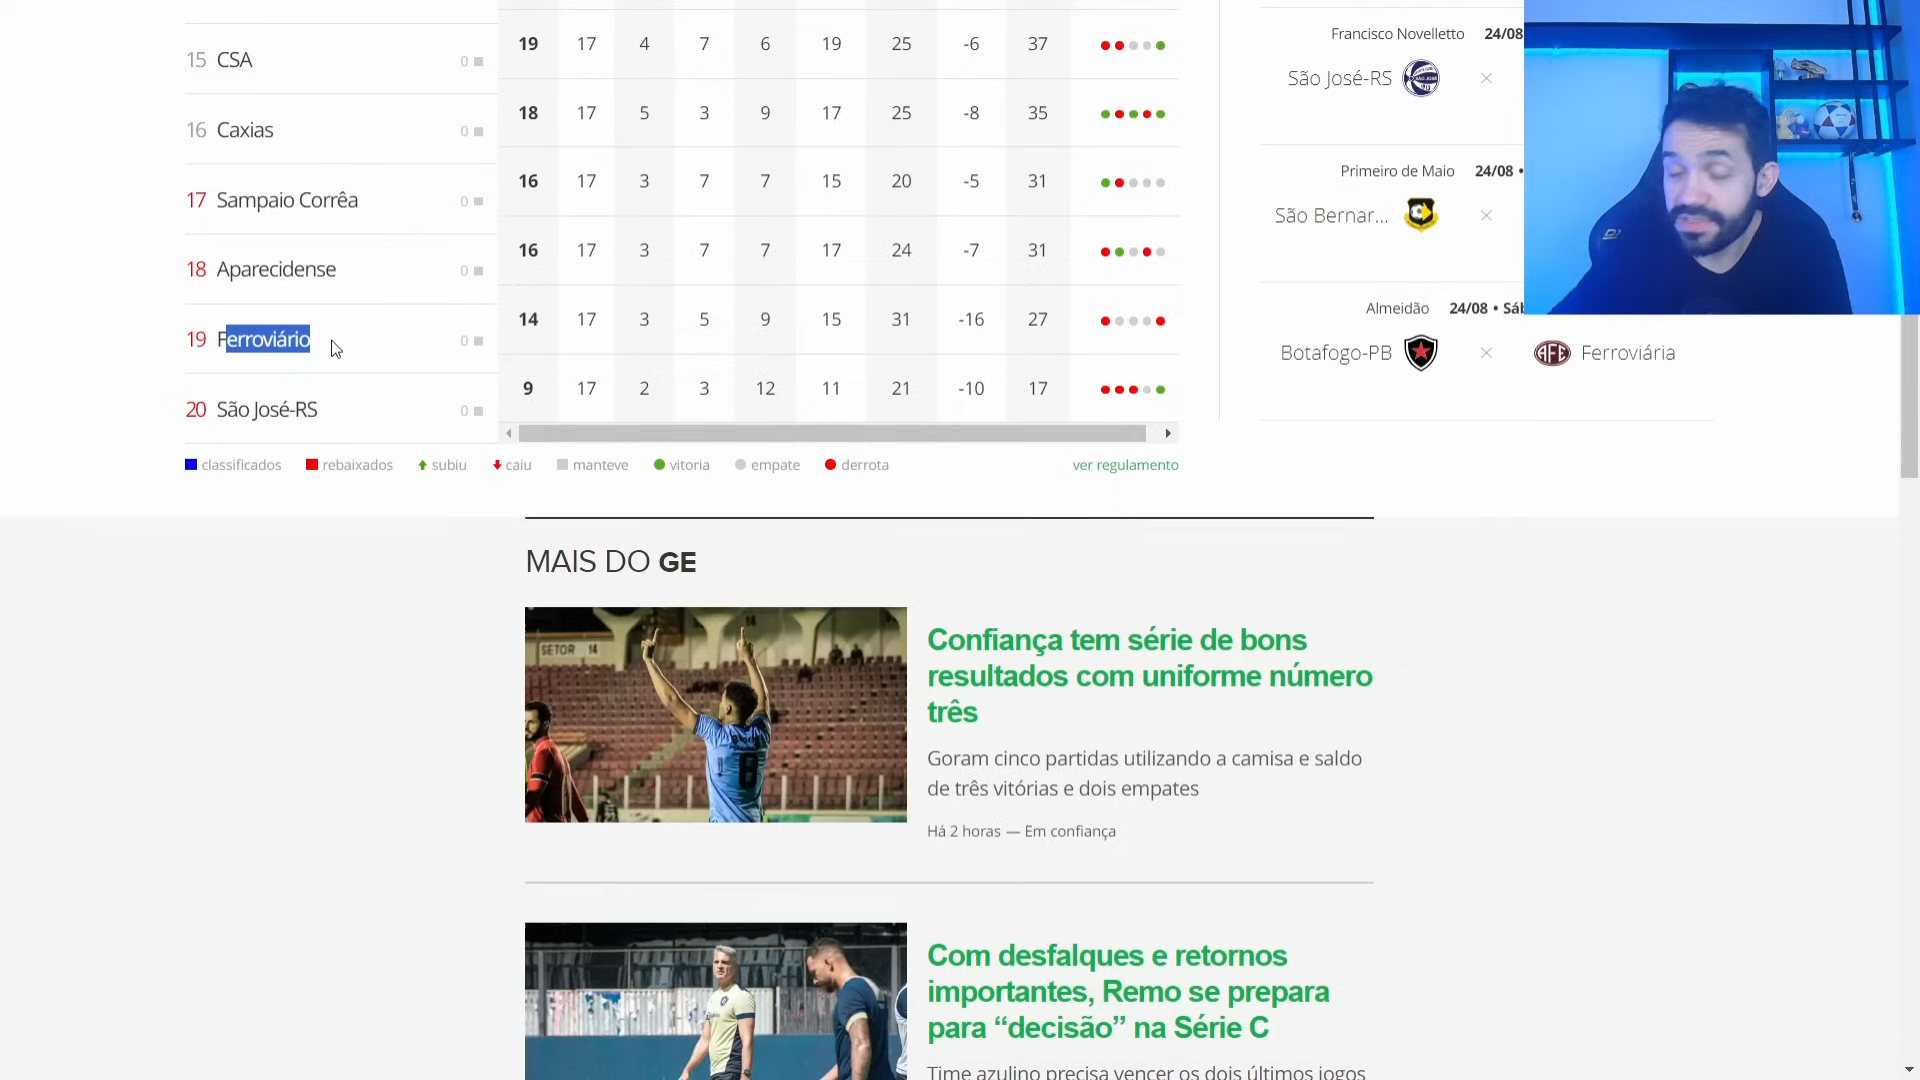 15 CSA 0
19 17 4 7 6 19 25 -6 37
16 Caxias 0
18 17 5 3 9 17 25 -8 35
17 Sampaio Corrêa 0
16 17 3 7 7 15 20 -5 31
18 Aparecidense 0
16 17 3 7 7 17 24 -7 31
19 Ferroviário 0
14 17 3 5 9 15 31 -16 27
20 São José-RS 0
9 17 2 3 12 11 21 -10 17
classificados rebaixados subiu caiu manteve vitoria empate derrota ver regulamento
Francisco Novelletto 24/08
São José-RS ×
Primeiro de Maio 24/08 •
São Bernar... ×
Almeidão 24/08 • Sáb
Botafogo-PB × AFE Ferroviária
MAIS DO GE
SETOR 14
8
Confiança tem série de bons
resultados com uniforme número
três
Goram cinco partidas utilizando a camisa e saldo
de três vitórias e dois empates
Há 2 horas — Em confiança
Com desfalques e retornos
importantes, Remo se prepara
para “decisão” na Série C
Time azulino precisa vencer os dois últimos jogos